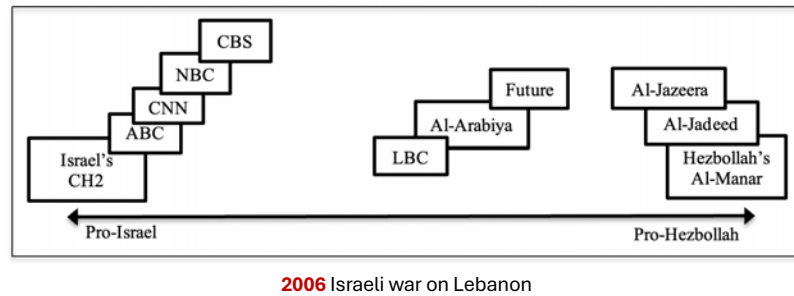 CBS
NBC
CNN
ABC
Israel's
CH2
Future
Al-Arabiya
LBC
Al-Jazeera
Al-Jadeed
Hezbollah's
Al-Manar
Pro-Israel
Pro-Hezbollah
2006 Israeli war on Lebanon